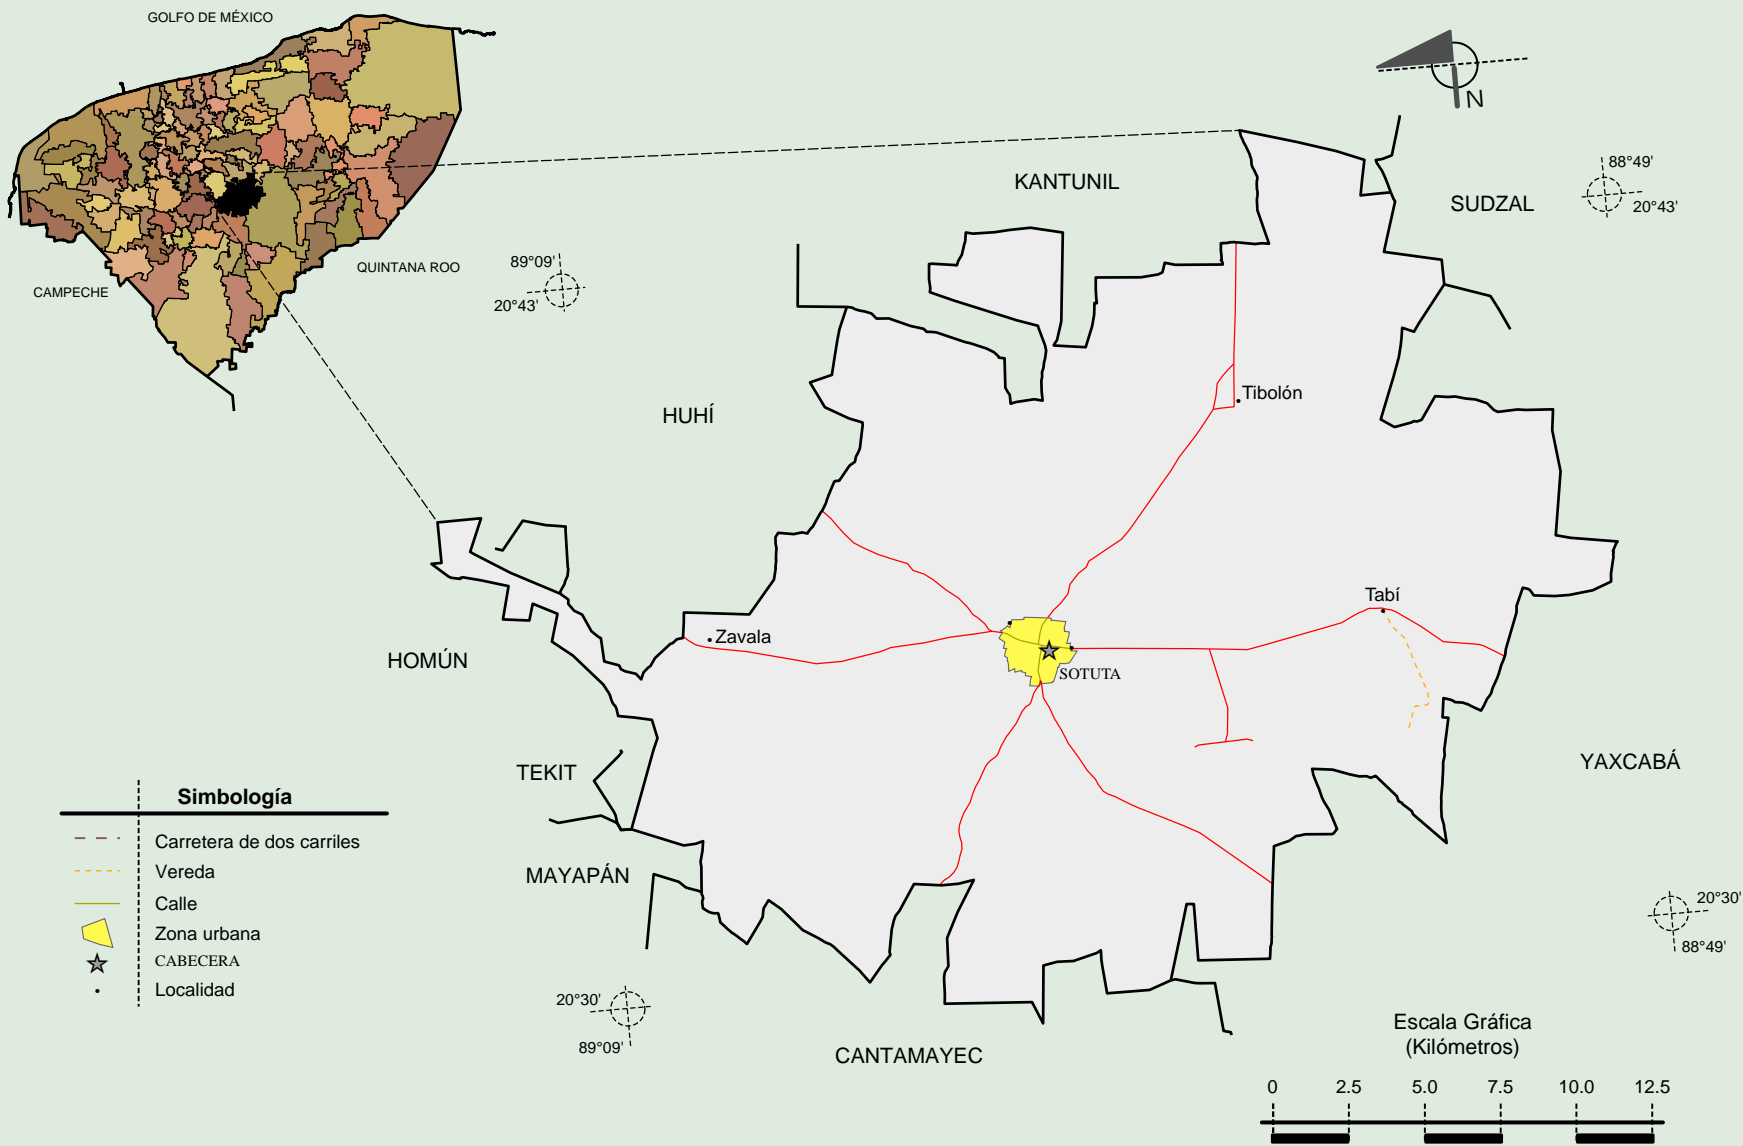 GOLFO DE MÉXICO
CAMPECHE
QUINTANA ROO
N
89°09'
20°43'
88°49'
20°43'
KANTUNIL
SUDZAL
HUHÍ
Tibolón
HOMÚN
Zavala
SOTUTA
Tabí
YAXCABÁ
TEKIT
MAYAPÁN
CANTAMAYEC
20°30'
89°09'
20°30'
88°49'
Simbología
Carretera de dos carriles
Vereda
Calle
Zona urbana
CABECERA
Localidad
Escala Gráfica
(Kilómetros)
0 2.5 5.0 7.5 10.0 12.5